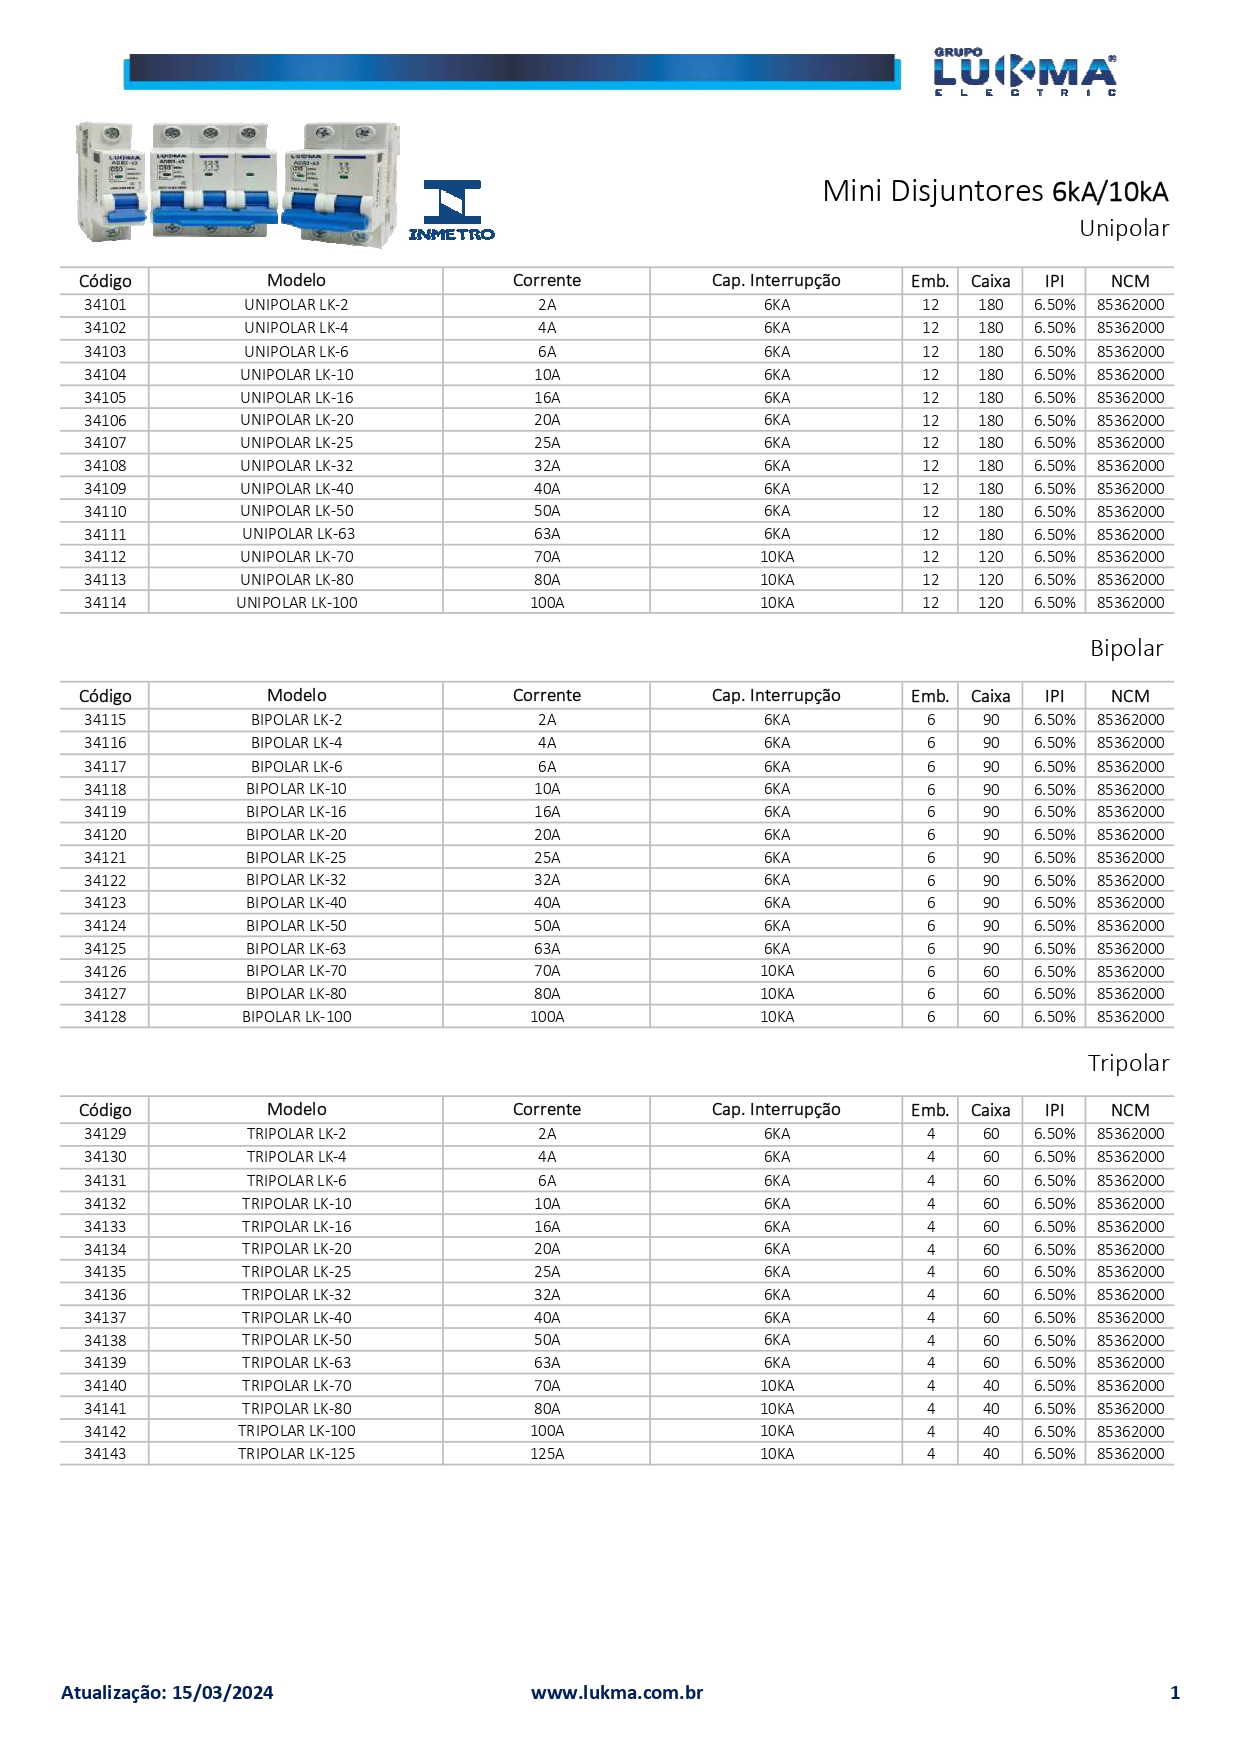 GRUPO
LUKMA®
ELECTRIC
INMETRO
Mini Disjuntores 6kA/10kA
Unipolar
Código Modelo Corrente Cap. Interrupção Emb. Caixa IPI NCM
34101 UNIPOLAR LK-2 2A 6KA 12 180 6.50% 85362000
34102 UNIPOLAR LK-4 4A 6KA 12 180 6.50% 85362000
34103 UNIPOLAR LK-6 6A 6KA 12 180 6.50% 85362000
34104 UNIPOLAR LK-10 10A 6KA 12 180 6.50% 85362000
34105 UNIPOLAR LK-16 16A 6KA 12 180 6.50% 85362000
34106 UNIPOLAR LK-20 20A 6KA 12 180 6.50% 85362000
34107 UNIPOLAR LK-25 25A 6KA 12 180 6.50% 85362000
34108 UNIPOLAR LK-32 32A 6KA 12 180 6.50% 85362000
34109 UNIPOLAR LK-40 40A 6KA 12 180 6.50% 85362000
34110 UNIPOLAR LK-50 50A 6KA 12 180 6.50% 85362000
34111 UNIPOLAR LK-63 63A 6KA 12 180 6.50% 85362000
34112 UNIPOLAR LK-70 70A 10KA 12 120 6.50% 85362000
34113 UNIPOLAR LK-80 80A 10KA 12 120 6.50% 85362000
34114 UNIPOLAR LK-100 100A 10KA 12 120 6.50% 85362000
Bipolar
Código Modelo Corrente Cap. Interrupção Emb. Caixa IPI NCM
34115 BIPOLAR LK-2 2A 6KA 6 90 6.50% 85362000
34116 BIPOLAR LK-4 4A 6KA 6 90 6.50% 85362000
34117 BIPOLAR LK-6 6A 6KA 6 90 6.50% 85362000
34118 BIPOLAR LK-10 10A 6KA 6 90 6.50% 85362000
34119 BIPOLAR LK-16 16A 6KA 6 90 6.50% 85362000
34120 BIPOLAR LK-20 20A 6KA 6 90 6.50% 85362000
34121 BIPOLAR LK-25 25A 6KA 6 90 6.50% 85362000
34122 BIPOLAR LK-32 32A 6KA 6 90 6.50% 85362000
34123 BIPOLAR LK-40 40A 6KA 6 90 6.50% 85362000
34124 BIPOLAR LK-50 50A 6KA 6 90 6.50% 85362000
34125 BIPOLAR LK-63 63A 6KA 6 90 6.50% 85362000
34126 BIPOLAR LK-70 70A 10KA 6 60 6.50% 85362000
34127 BIPOLAR LK-80 80A 10KA 6 60 6.50% 85362000
34128 BIPOLAR LK-100 100A 10KA 6 60 6.50% 85362000
Tripolar
Código Modelo Corrente Cap. Interrupção Emb. Caixa IPI NCM
34129 TRIPOLAR LK-2 2A 6KA 4 60 6.50% 85362000
34130 TRIPOLAR LK-4 4A 6KA 4 60 6.50% 85362000
34131 TRIPOLAR LK-6 6A 6KA 4 60 6.50% 85362000
34132 TRIPOLAR LK-10 10A 6KA 4 60 6.50% 85362000
34133 TRIPOLAR LK-16 16A 6KA 4 60 6.50% 85362000
34134 TRIPOLAR LK-20 20A 6KA 4 60 6.50% 85362000
34135 TRIPOLAR LK-25 25A 6KA 4 60 6.50% 85362000
34136 TRIPOLAR LK-32 32A 6KA 4 60 6.50% 85362000
34137 TRIPOLAR LK-40 40A 6KA 4 60 6.50% 85362000
34138 TRIPOLAR LK-50 50A 6KA 4 60 6.50% 85362000
34139 TRIPOLAR LK-63 63A 6KA 4 60 6.50% 85362000
34140 TRIPOLAR LK-70 70A 10KA 4 40 6.50% 85362000
34141 TRIPOLAR LK-80 80A 10KA 4 40 6.50% 85362000
34142 TRIPOLAR LK-100 100A 10KA 4 40 6.50% 85362000
34143 TRIPOLAR LK-125 125A 10KA 4 40 6.50% 85362000
Atualização: 15/03/2024 www.lukma.com.br 1